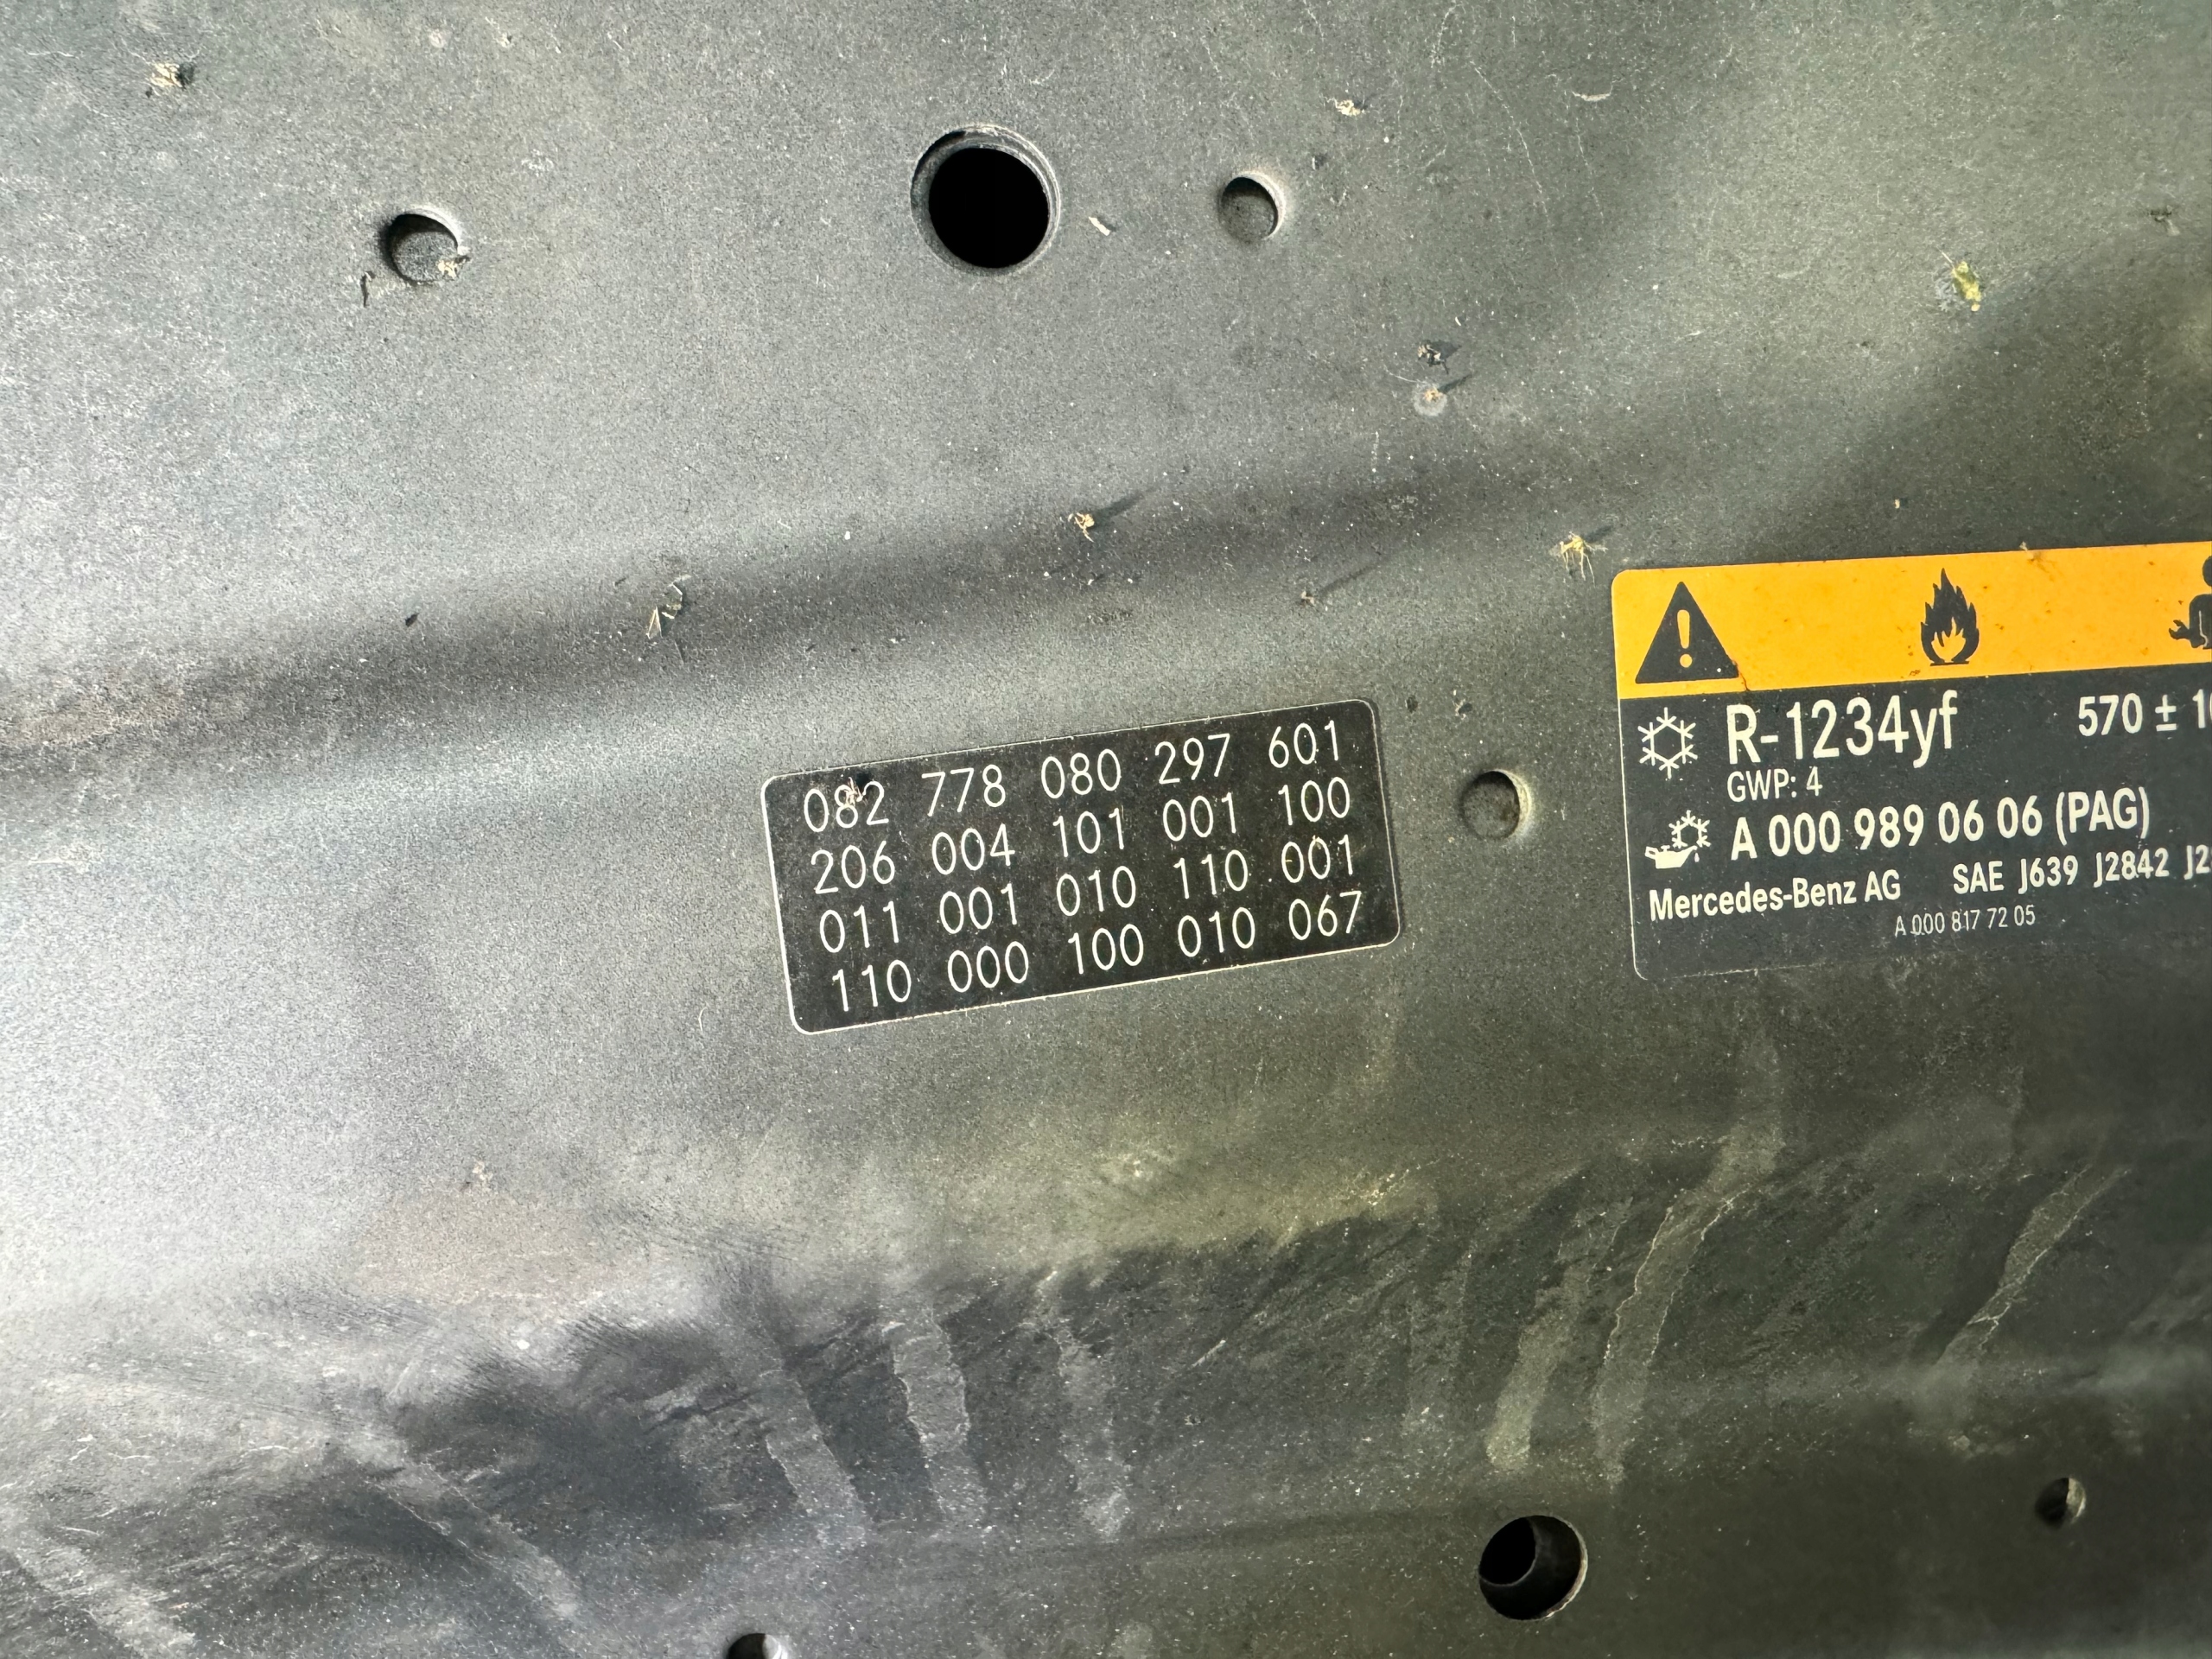 082 778 080 297 601
206 004 101 001 100
011 001 010 110 001
110 000 100 010 067
R-1234yf 570 ±
GWP: 4
A 000 989 06 06 (PAG)
Mercedes-Benz AG SAE J639 J2842
A 000 817 72 05